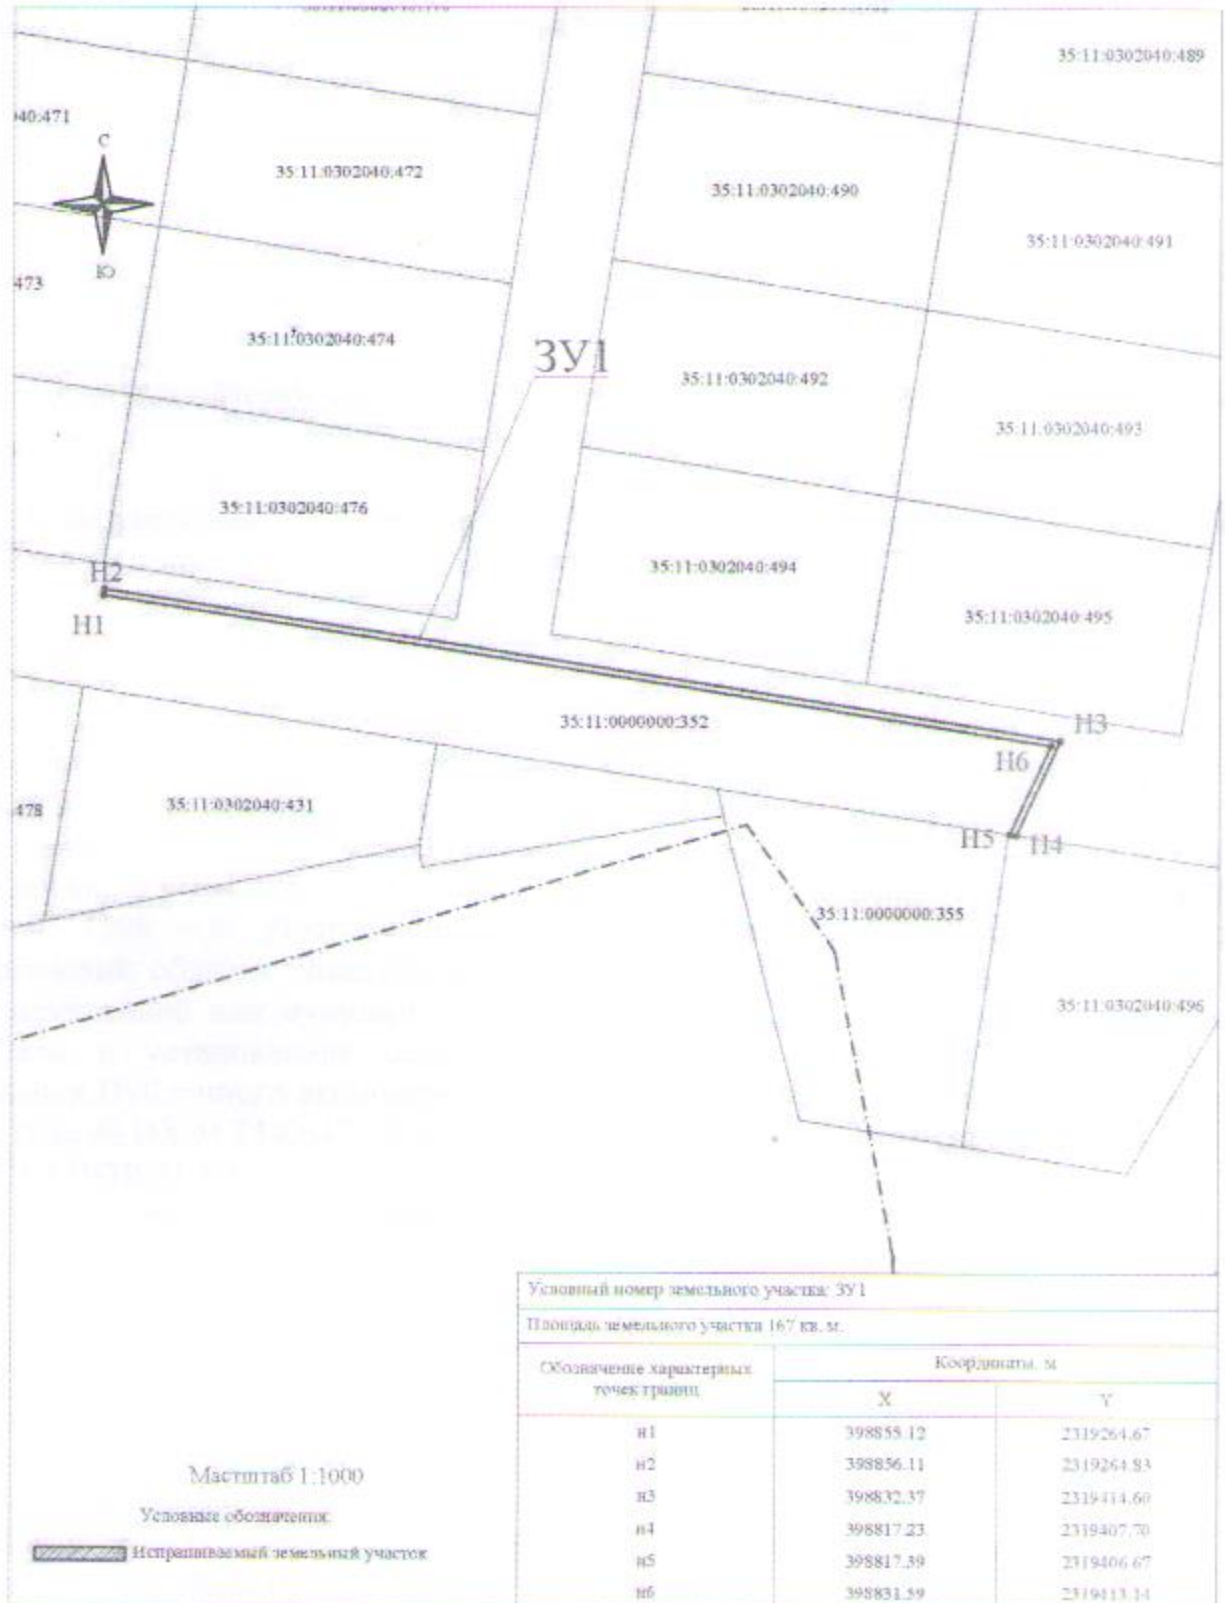 35:11:0302040:489
С
35:11:0302040:472
35:11:0302040:490
35:11:0302040:491
Ю
473
35:11:0302040:474
ЗУ1
35:11:0302040:492
35:11:0302040:493
35:11:0302040:476
35:11:0302040:494
35:11:0302040:495
Н2
Н1
35:11:0000000:352
Н3
Н6
:478
35:11:0302040:431
Н5
Н4
35:11:0000000:355
35:11:0302040:496
Условный номер земельного участка: ЗУ1
Площадь земельного участка 167 кв. м.
Обозначение характерных точек границ
Координаты, м
X
Y
н1 398855.12 2319264.67
н2 398856.11 2319264.83
н3 398832.37 2319414.60
н4 398817.23 2319407.70
н5 398817.39 2319406.67
н6 398831.59 2319413.14
Масштаб 1:1000
Условные обозначения:
Испрашиваемый земельный участок